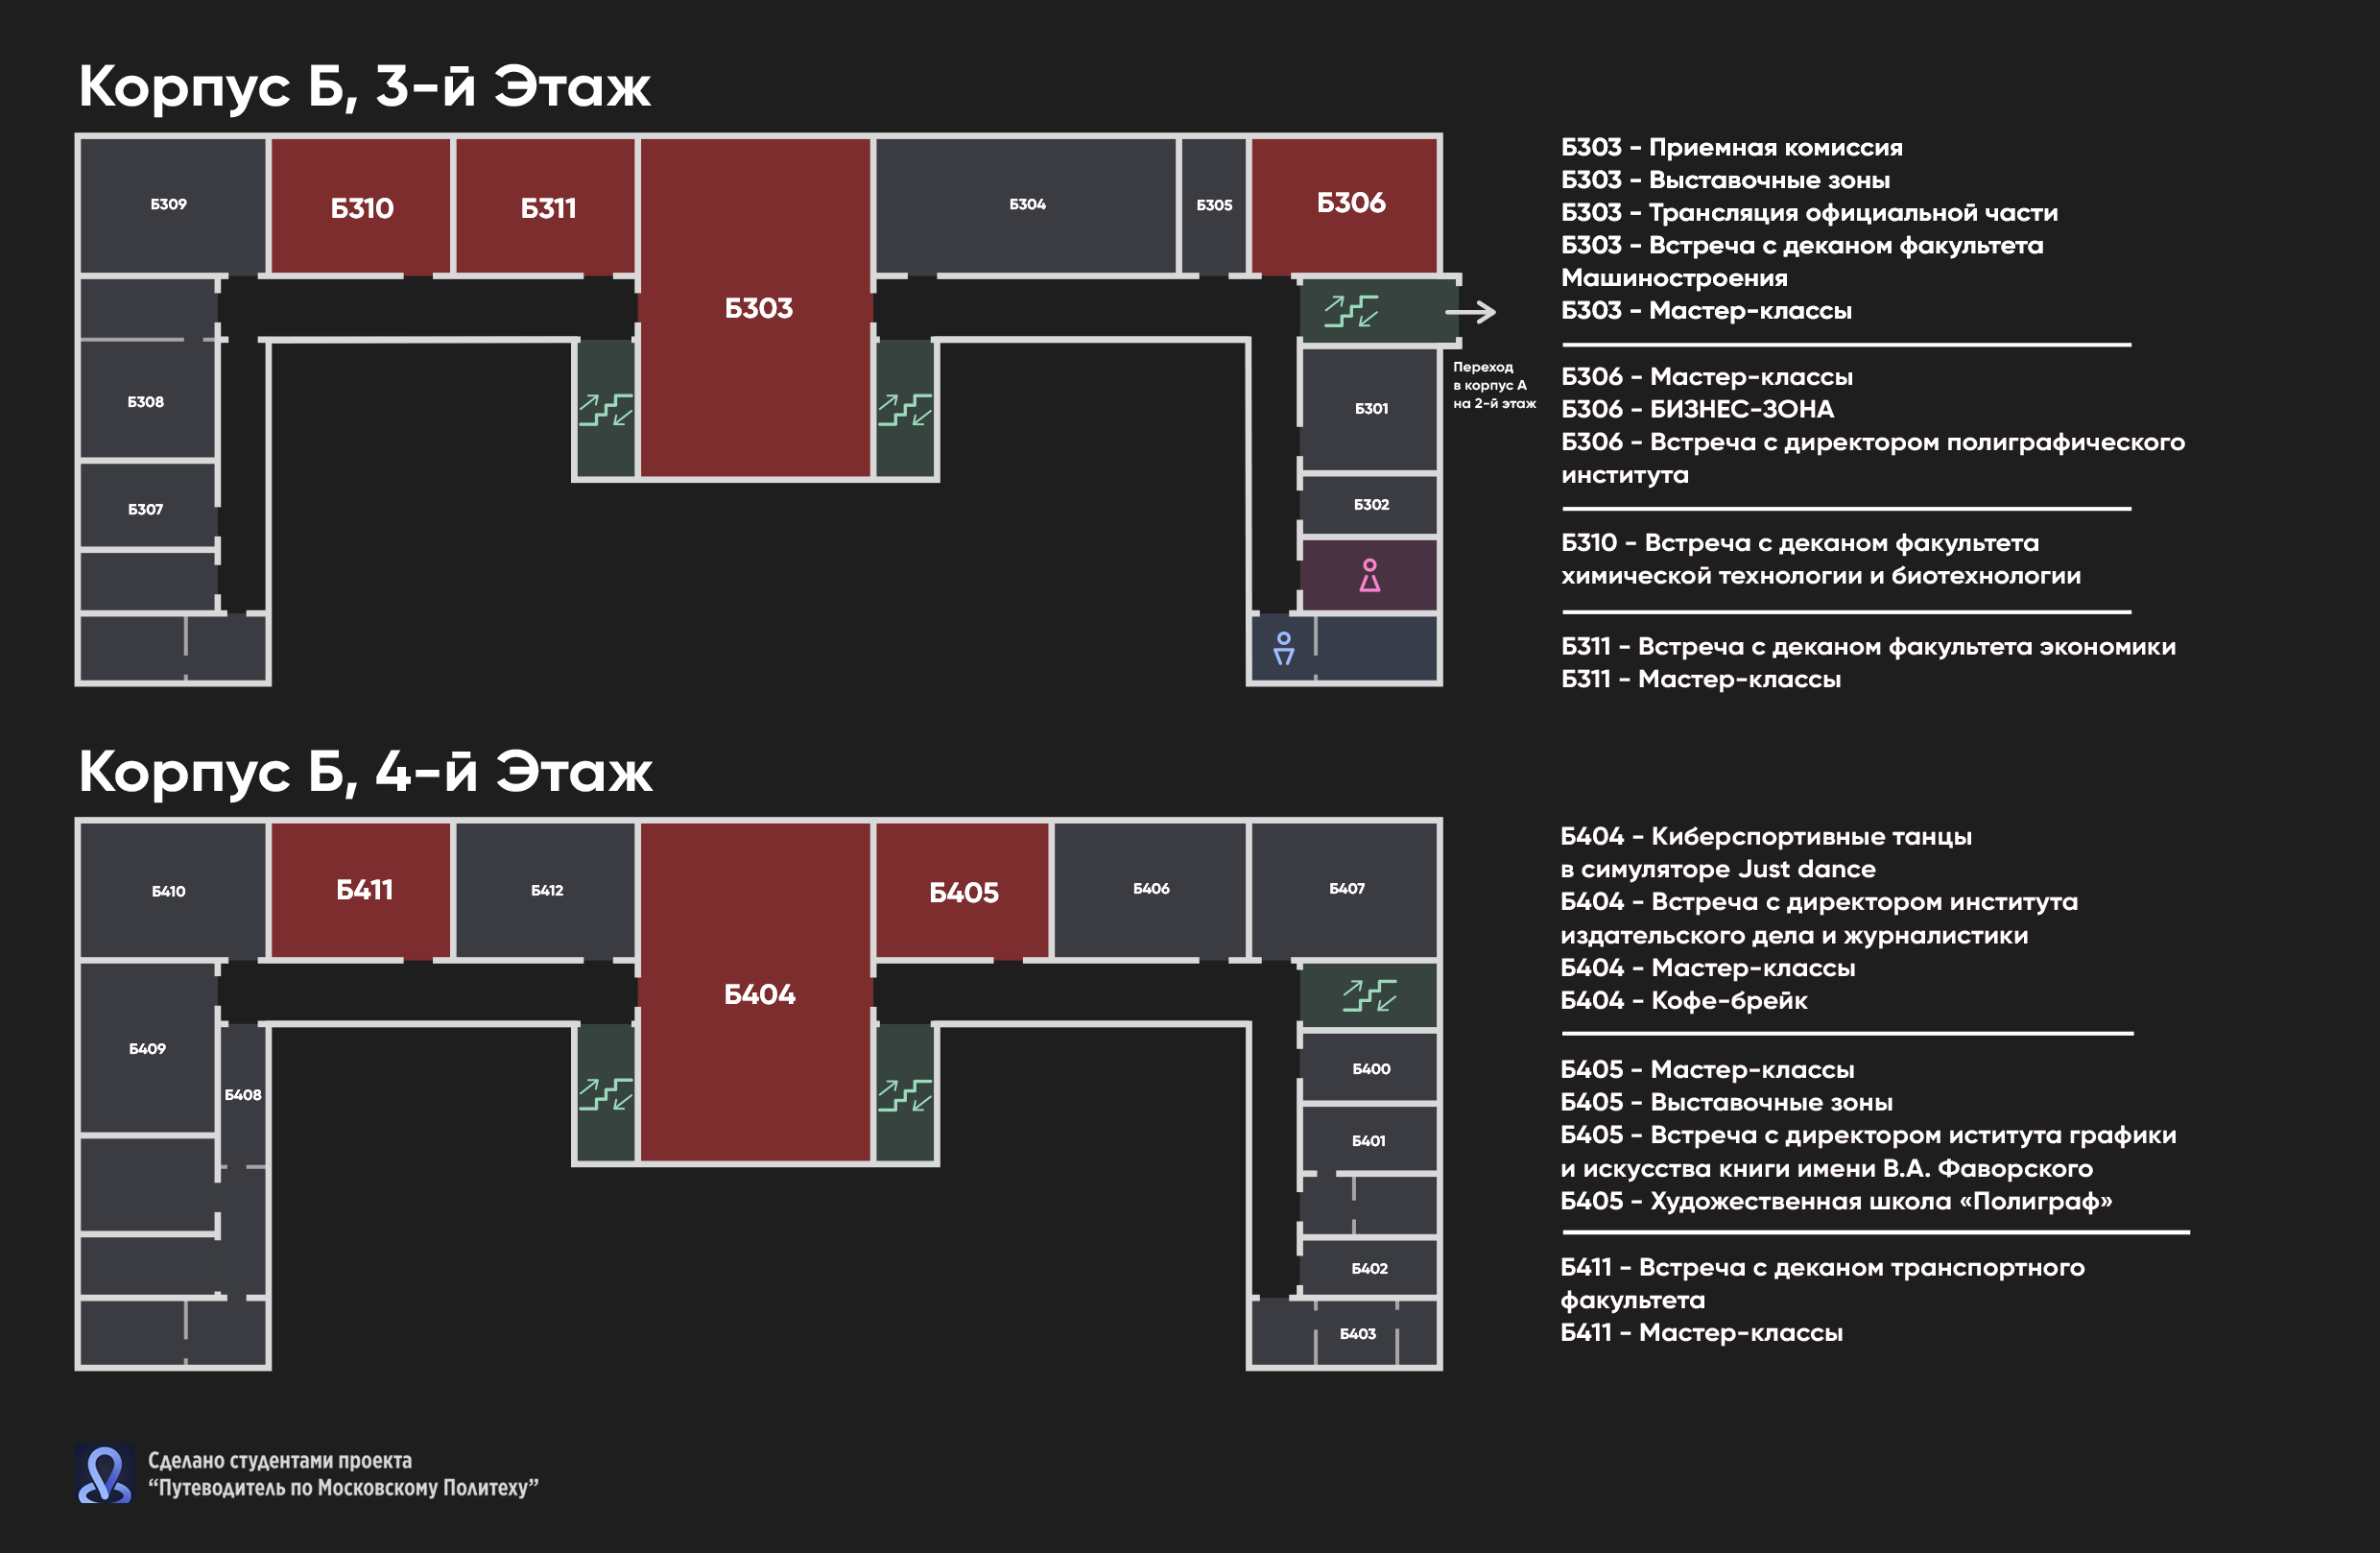 Корпус Б, 3-й Этаж
Б309
Б310
Б311
Б303
Б304
Б305
Б306
Б308
Б307
Б301
Б302
Переход
в корпус А
на 2-й этаж
Б303 - Приемная комиссия
Б303 - Выставочные зоны
Б303 - Трансляция официальной части
Б303 - Встреча с деканом факультета
Машиностроения
Б303 - Мастер-классы
Б306 - Мастер-классы
Б306 - БИЗНЕС-ЗОНА
Б306 - Встреча с директором полиграфического
института
Б310 - Встреча с деканом факультета
химической технологии и биотехнологии
Б311 - Встреча с деканом факультета экономики
Б311 - Мастер-классы
Корпус Б, 4-й Этаж
Б410
Б411
Б412
Б404
Б405
Б406
Б407
Б409
Б408
Б400
Б401
Б402
Б403
Б404 - Киберспортивные танцы
в симуляторе Just dance
Б404 - Встреча с директором института
издательского дела и журналистики
Б404 - Мастер-классы
Б404 - Кофе-брейк
Б405 - Мастер-классы
Б405 - Выставочные зоны
Б405 - Встреча с директором иститута графики
и искусства книги имени В.А. Фаворского
Б405 - Художественная школа «Полиграф»
Б411 - Встреча с деканом транспортного
факультета
Б411 - Мастер-классы
Сделано студентами проекта
“Путеводитель по Московскому Политеху”